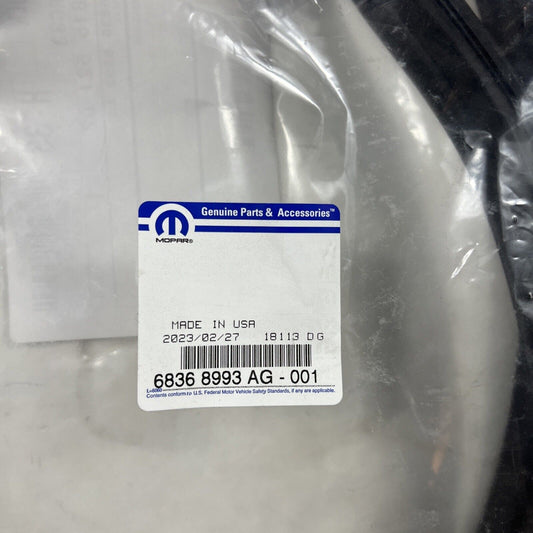 Genuine Parts & Accessories™
MOPAR®
MADE IN USA
2023/02/27 18113 DG
6836 8993 AG - 001
L-6060
Contents conform to U.S. Federal Motor Vehicle Safety Standards, if any are applicable.